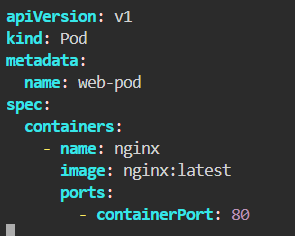 apiVersion: v1
kind: Pod
metadata:
  name: web-pod
spec:
  containers:
    - name: nginx
      image: nginx:latest
      ports:
        - containerPort: 80